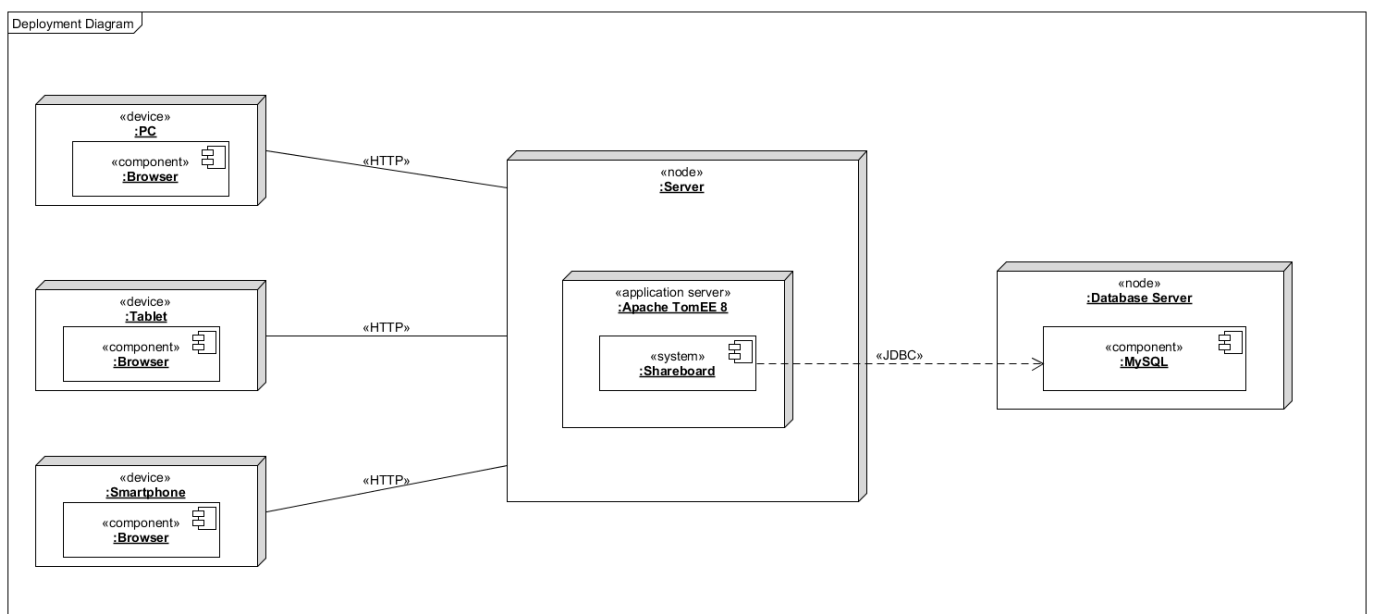 Deployment Diagram
«device»
:PC
«component»
:Browser
«HTTP»
«device»
:Tablet
«component»
:Browser
«HTTP»
«device»
:Smartphone
«component»
:Browser
«HTTP»
«node»
:Server
«application server»
:Apache TomEE 8
«system»
:Shareboard
«JDBC»
«node»
:Database Server
«component»
:MySQL